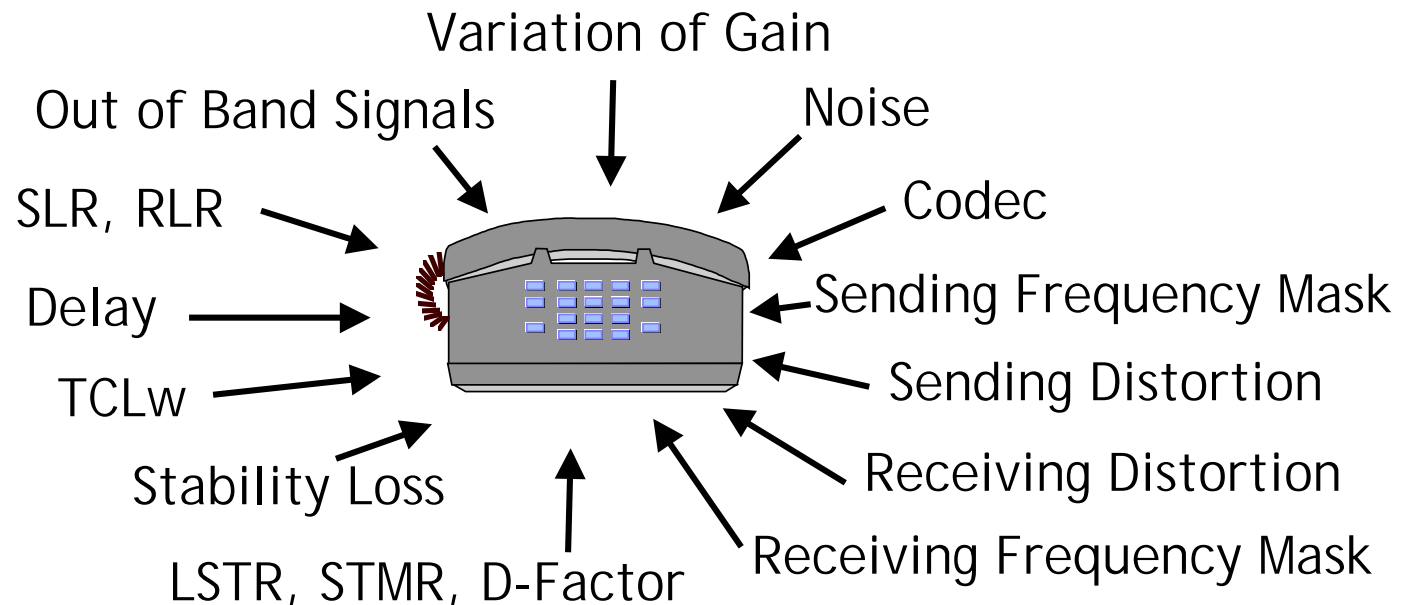 Variation of Gain
Out of Band Signals
Noise
SLR, RLR
Codec
Delay
Sending Frequency Mask
TCLw
Sending Distortion
Stability Loss
Receiving Distortion
LSTR, STMR, D-Factor
Receiving Frequency Mask